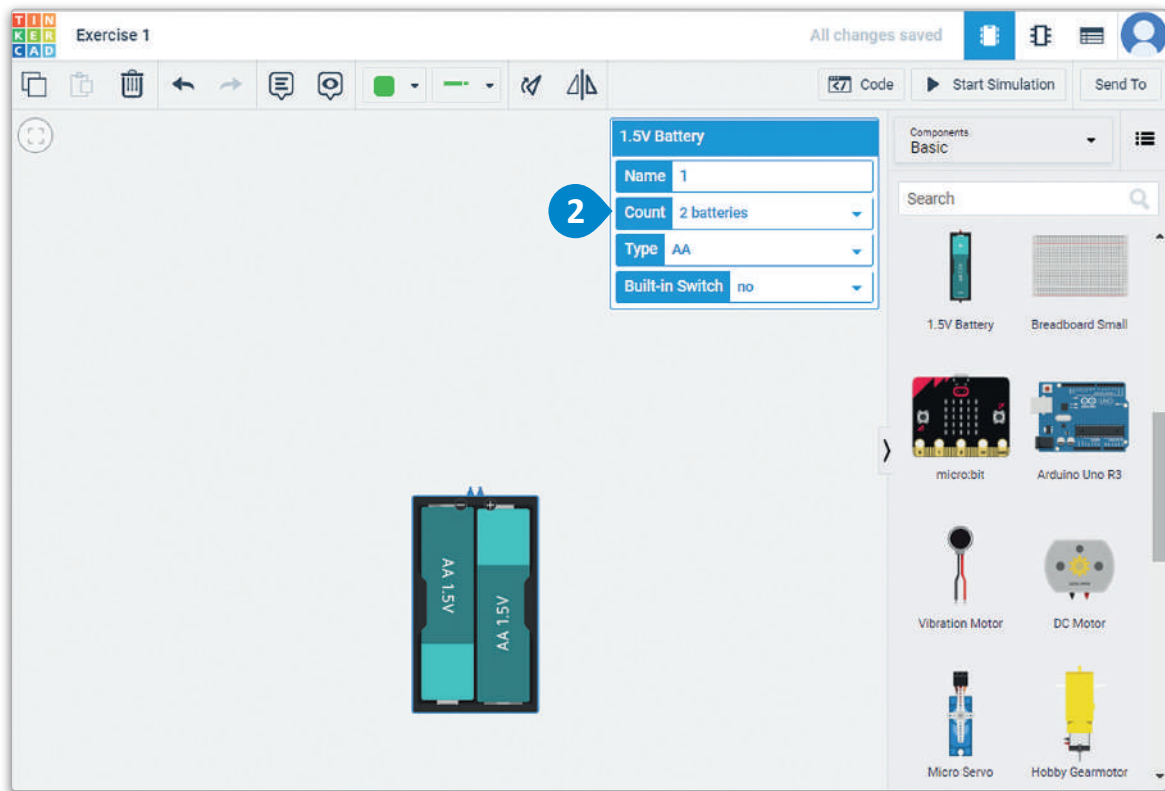 TIN
KER
CAD
Exercise 1
All changes saved
Code
Start Simulation
Send To
1.5V Battery
Name 1
Count 2 batteries
Type AA
Built-in Switch no
2
Components
Basic
Search
1.5V Battery
Breadboard Small
micro:bit
Arduino Uno R3
Vibration Motor
DC Motor
Micro Servo
Hobby Gearmotor
AA 1.5V
AA 1.5V